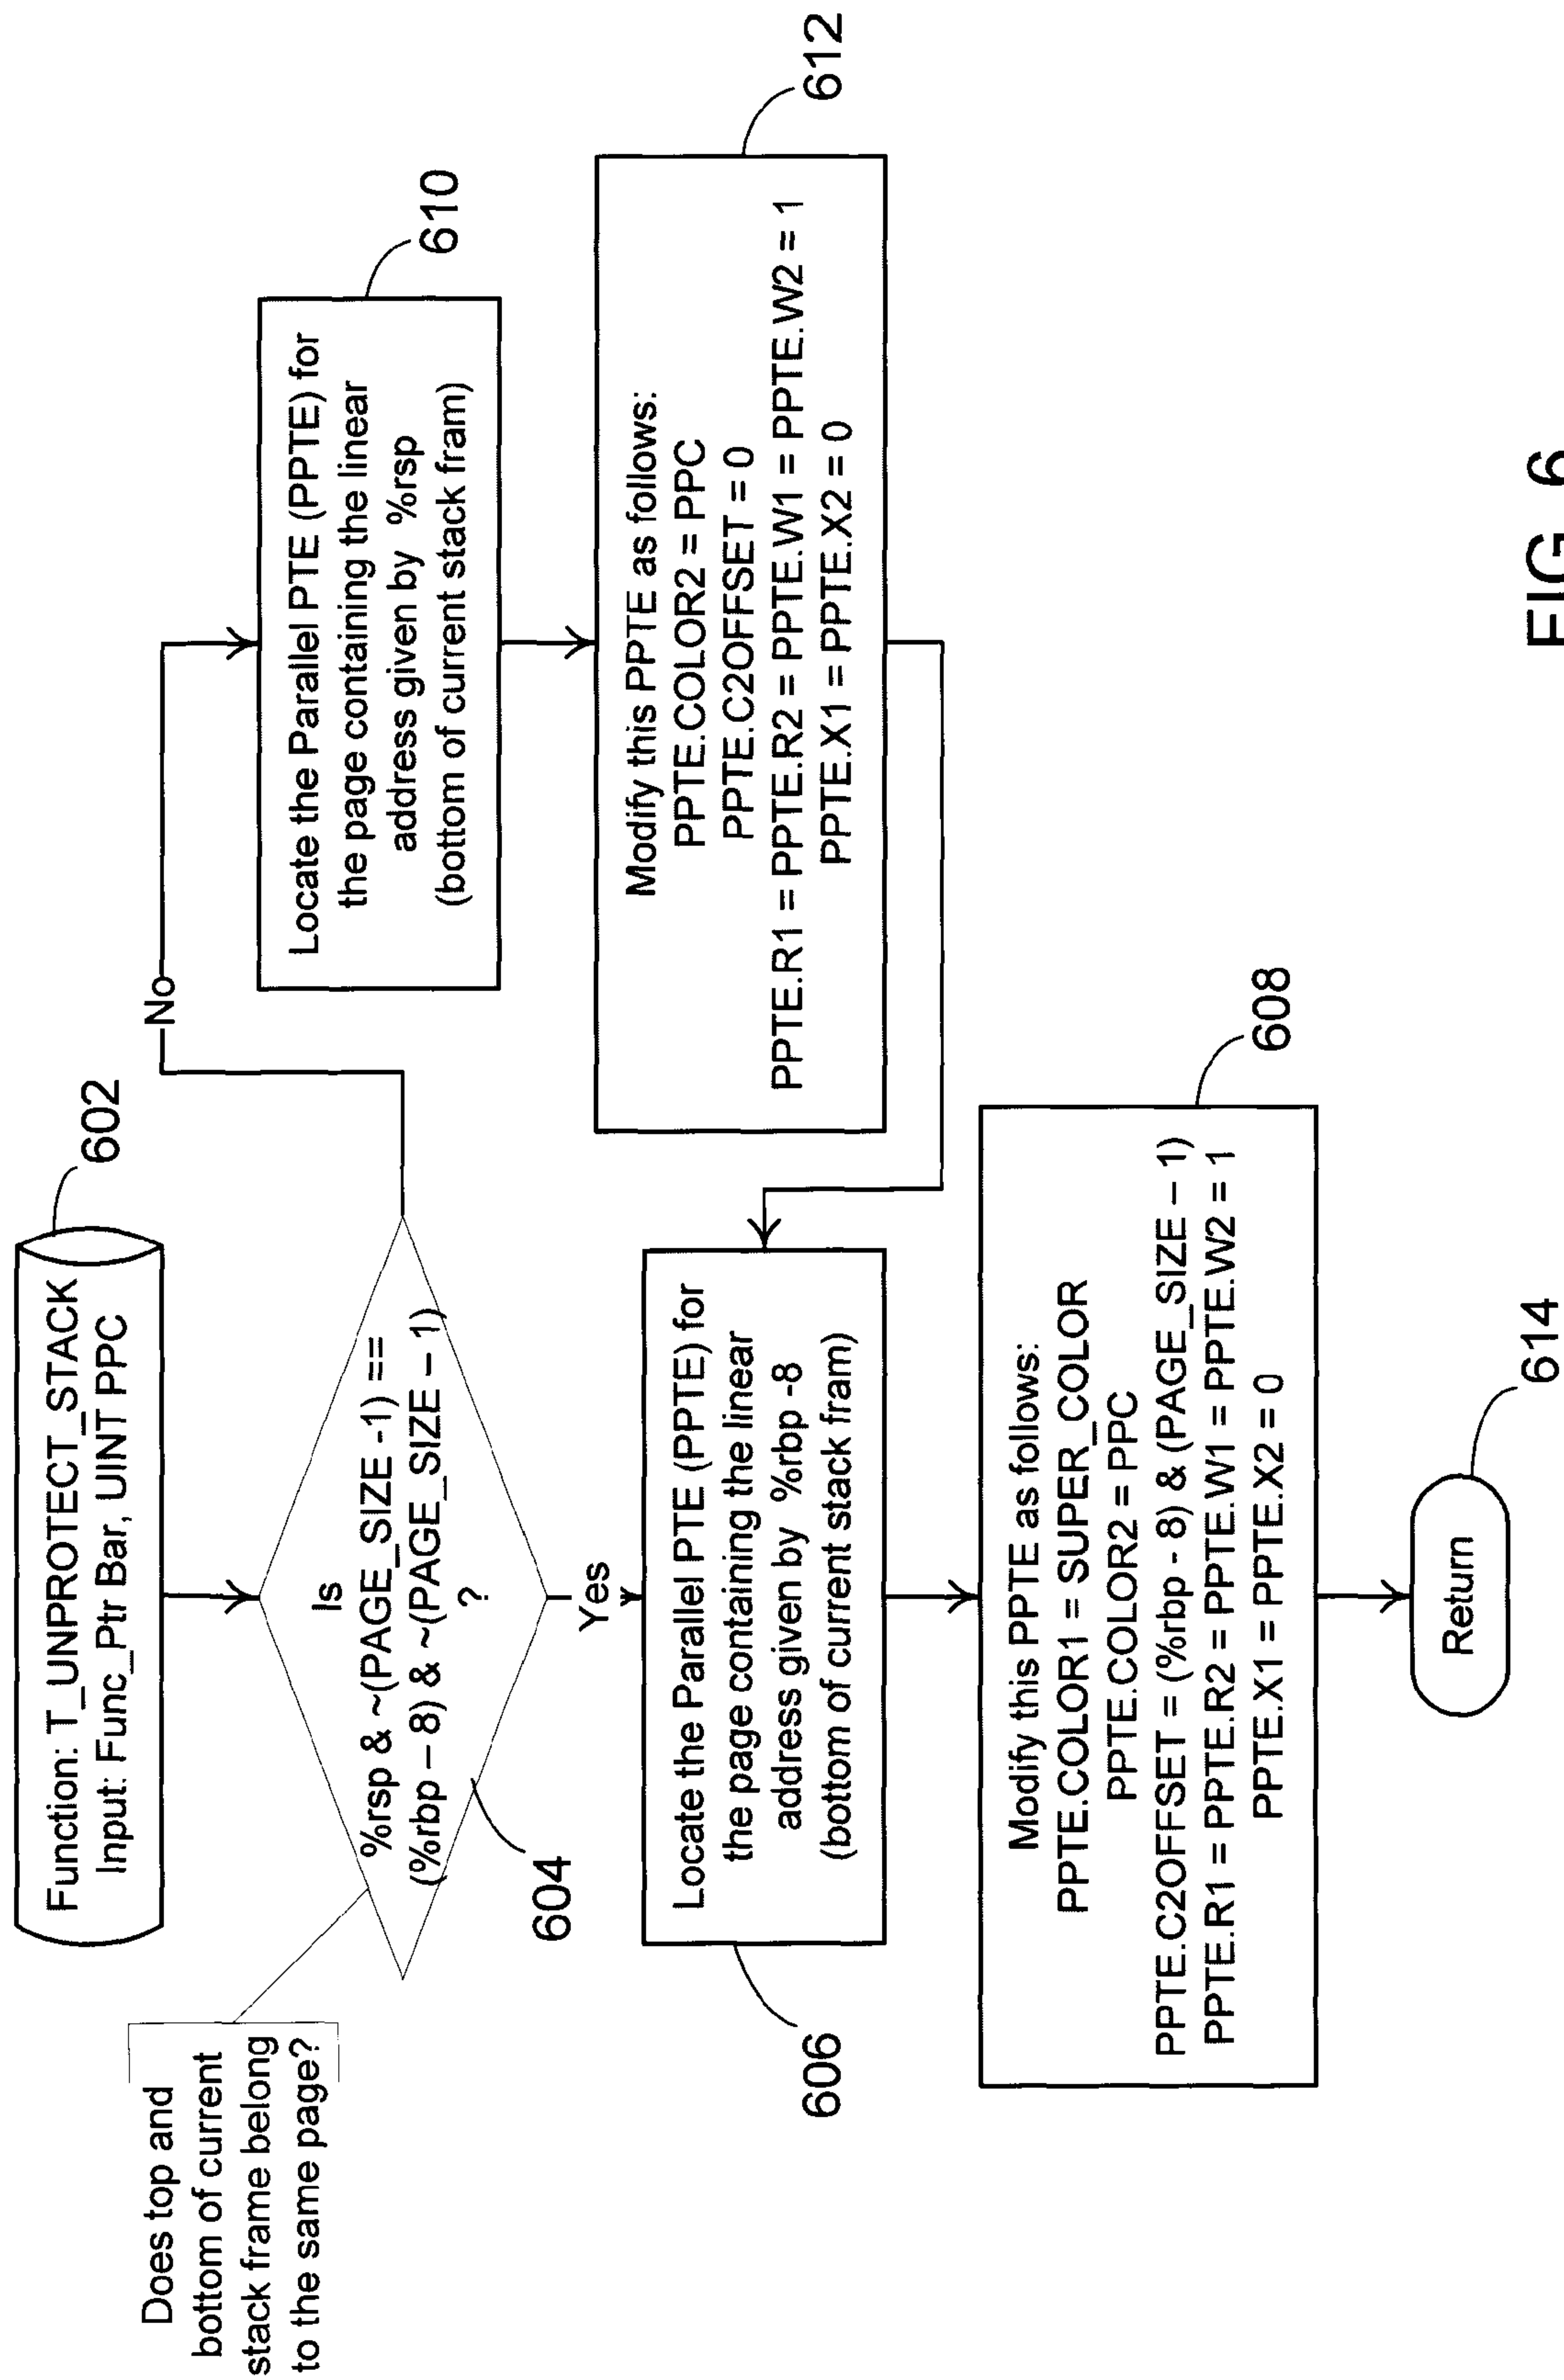 Function: T_UNPROTECT_STACK
Input: Func_Ptr Bar, UINT PPC
602
Does top and
bottom of current
stack frame belong
to the same page?
Is
%rsp & ~(PAGE_SIZE -1) ==
(%rbp – 8) & ~(PAGE_SIZE – 1)
?
604
No
Yes
Locate the Parallel PTE (PPTE) for
the page containing the linear
address given by %rsp
(bottom of current stack fram)
610
Modify this PPTE as follows:
PPTE.COLOR2 = PPC
PPTE.C2OFFSET = 0
PPTE.R1 = PPTE.R2 = PPTE.W1 = PPTE.W2 = 1
PPTE.X1 = PPTE.X2 = 0
612
Locate the Parallel PTE (PPTE) for
the page containing the linear
address given by %rbp -8
(bottom of current stack fram)
606
Modify this PPTE as follows:
PPTE.COLOR1 = SUPER_COLOR
PPTE.COLOR2 = PPC
PPTE.C2OFFSET = (%rbp - 8) & (PAGE_SIZE – 1)
PPTE.R1 = PPTE.R2 = PPTE.W1 = PPTE.W2 = 1
PPTE.X1 = PPTE.X2 = 0
608
Return
614
FIG. 6